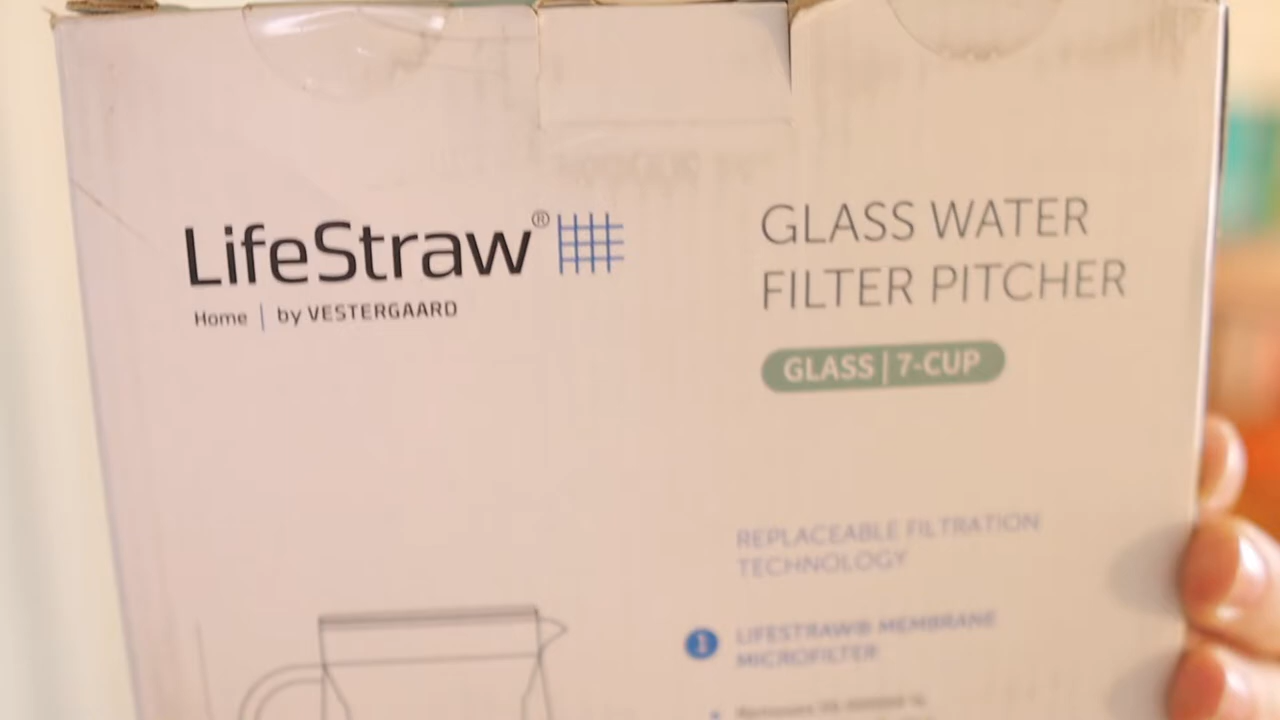 LifeStraw®
Home | by VESTERGAARD
GLASS WATER
FILTER PITCHER
GLASS | 7-CUP
REPLACEABLE FILTRATION
TECHNOLOGY
1 LIFESTRAW® MEMBRANE
MICROFILTER